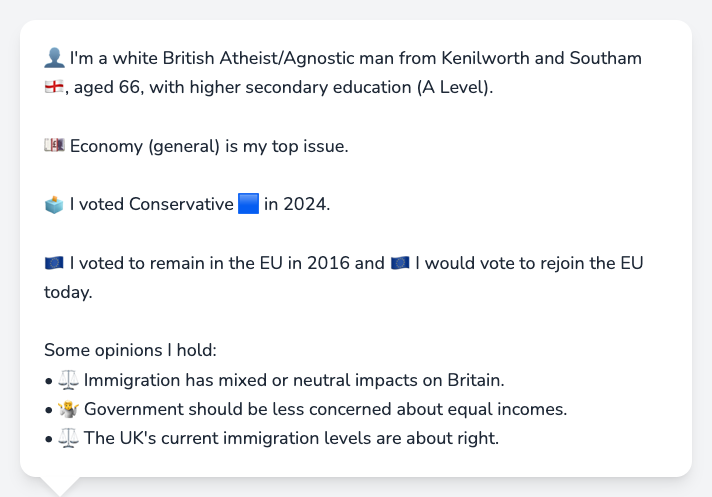 👤 I'm a white British Atheist/Agnostic man from Kenilworth and Southam
🏴󠁧󠁢󠁥󠁮󠁧󠁿, aged 66, with higher secondary education (A Level).
💷 Economy (general) is my top issue.
🗳️ I voted Conservative 🟦 in 2024.
🇪🇺 I voted to remain in the EU in 2016 and 🇪🇺 I would vote to rejoin the EU
today.
Some opinions I hold:
• ⚖️ Immigration has mixed or neutral impacts on Britain.
• 🤷 Government should be less concerned about equal incomes.
• ⚖️ The UK's current immigration levels are about right.